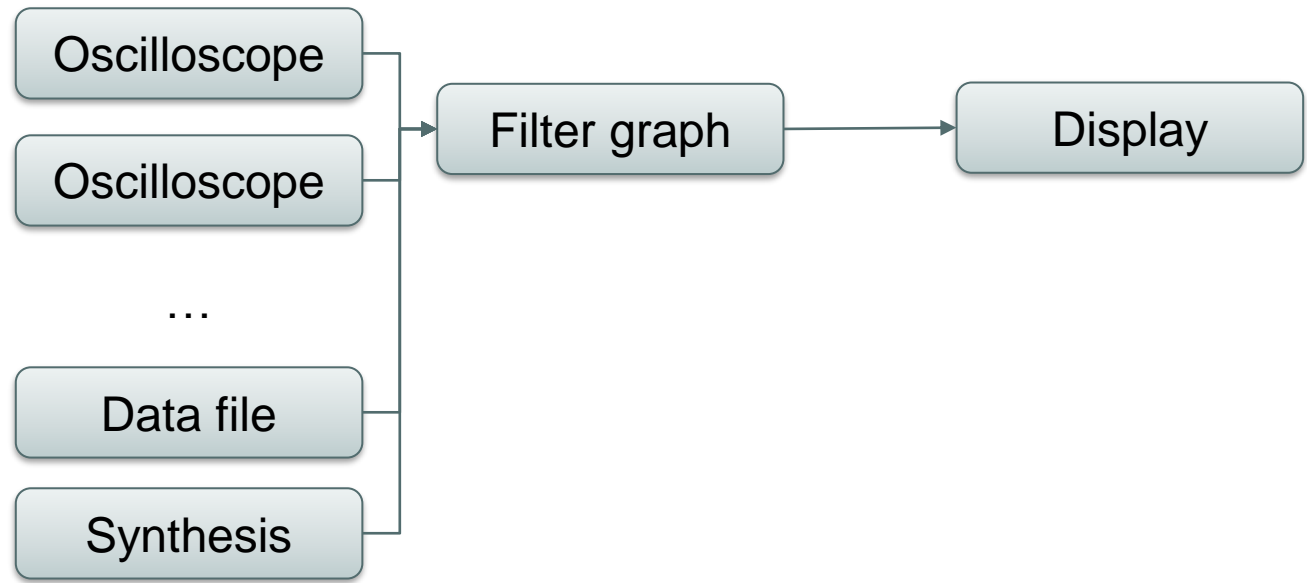 Oscilloscope
Oscilloscope
…
Data file
Synthesis
Filter graph
Display